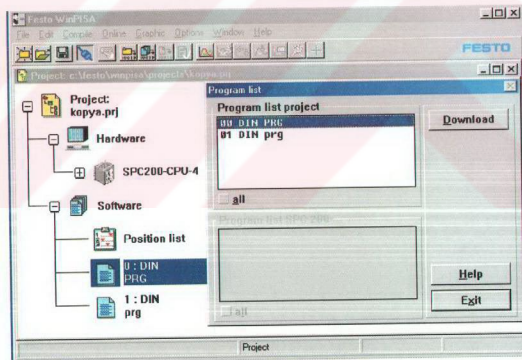 Festo WinPISA
File Edit Compile Online Graphic Options Window Help
FESTO
Project: c:\festo\winpisa\projects\kopya.prj
Project:
kopya.prj
Hardware
SPC200-CPU-4
Software
Position list
0 : DIN
PRG
1 : DIN
prg
Program list
Program list project
00 DIN PRG
01 DIN prg
all
Download
Program list SPC 200
all
Help
Exit
Project